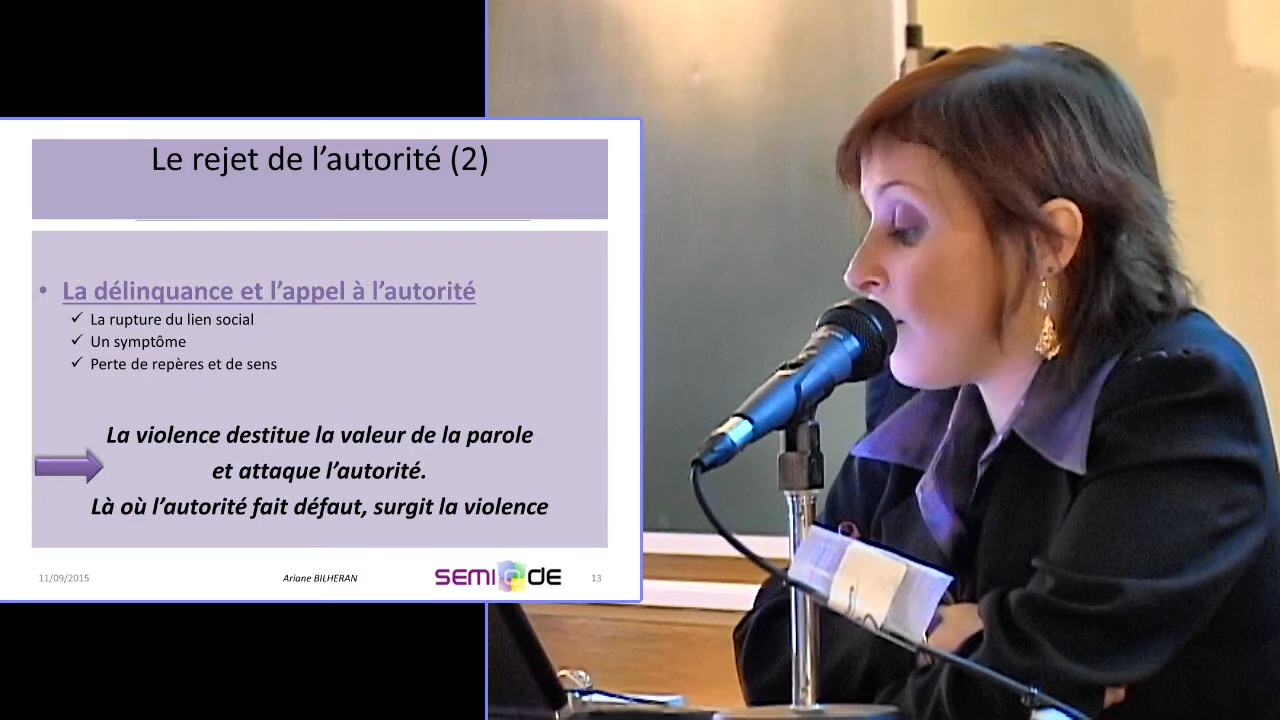 Le rejet de l’autorité (2)
• La délinquance et l’appel à l’autorité
✓ La rupture du lien social
✓ Un symptôme
✓ Perte de repères et de sens
La violence destitue la valeur de la parole
et attaque l’autorité.
Là où l’autorité fait défaut, surgit la violence
11/09/2015
Ariane BILHERAN
SEMIODE
13